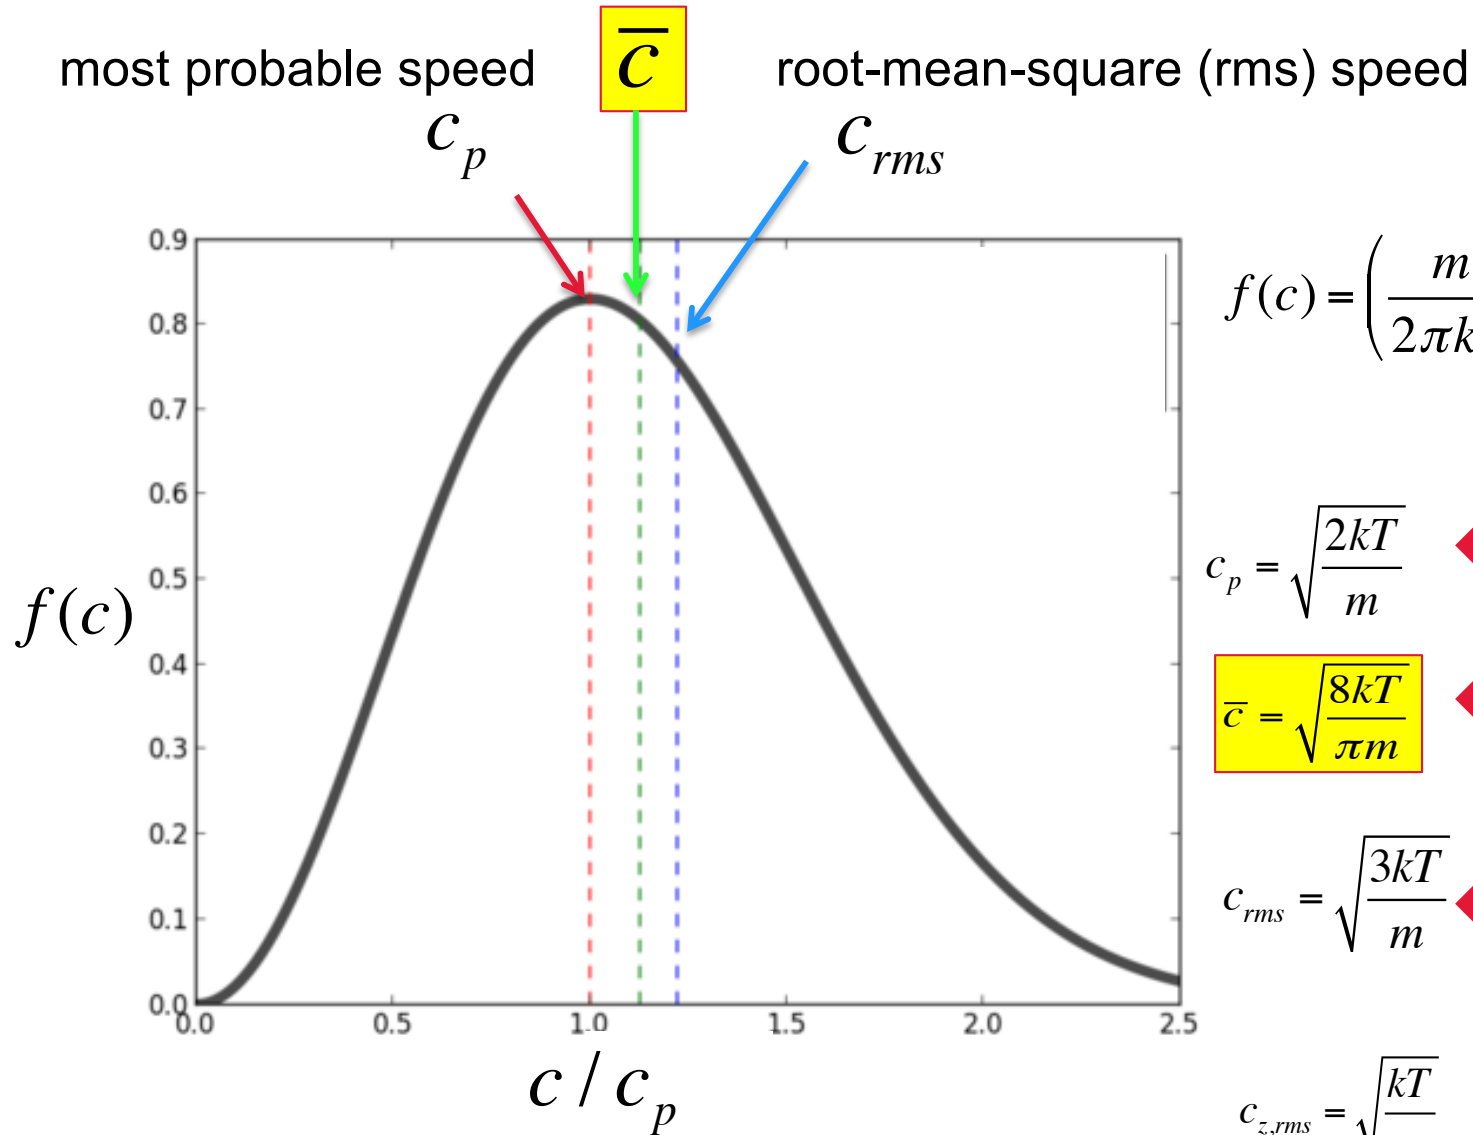 most probable speed
c̅
root-mean-square (rms) speed
c_p
c_rms
0.9
0.8
0.7
0.6
0.5
0.4
0.3
0.2
0.1
0.0
f(c)
0.0 0.5 1.0 1.5 2.0 2.5
c / c_p
f(c) = ( m / 2πk
c_p = √(2kT / m)
c̅ = √(8kT / πm)
c_rms = √(3kT / m)
c_z,rms = √(kT